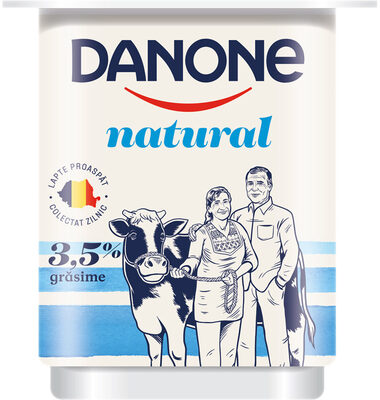 DANONE
natural
LAPTE PROASPĂT
COLECTAT ZILNIC
3,5%
grăsime